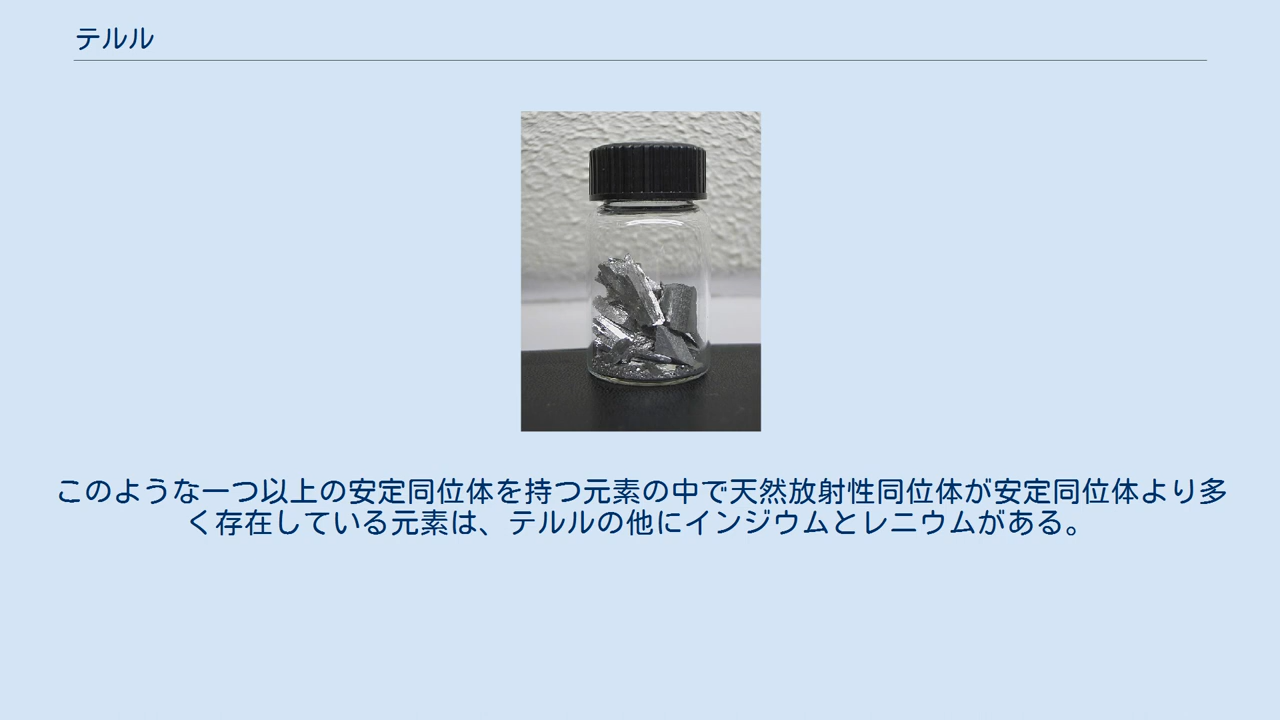 テルル
このような一つ以上の安定同位体を持つ元素の中で天然放射性同位体が安定同位体より多
く存在している元素は、テルルの他にインジウムとレニウムがある。